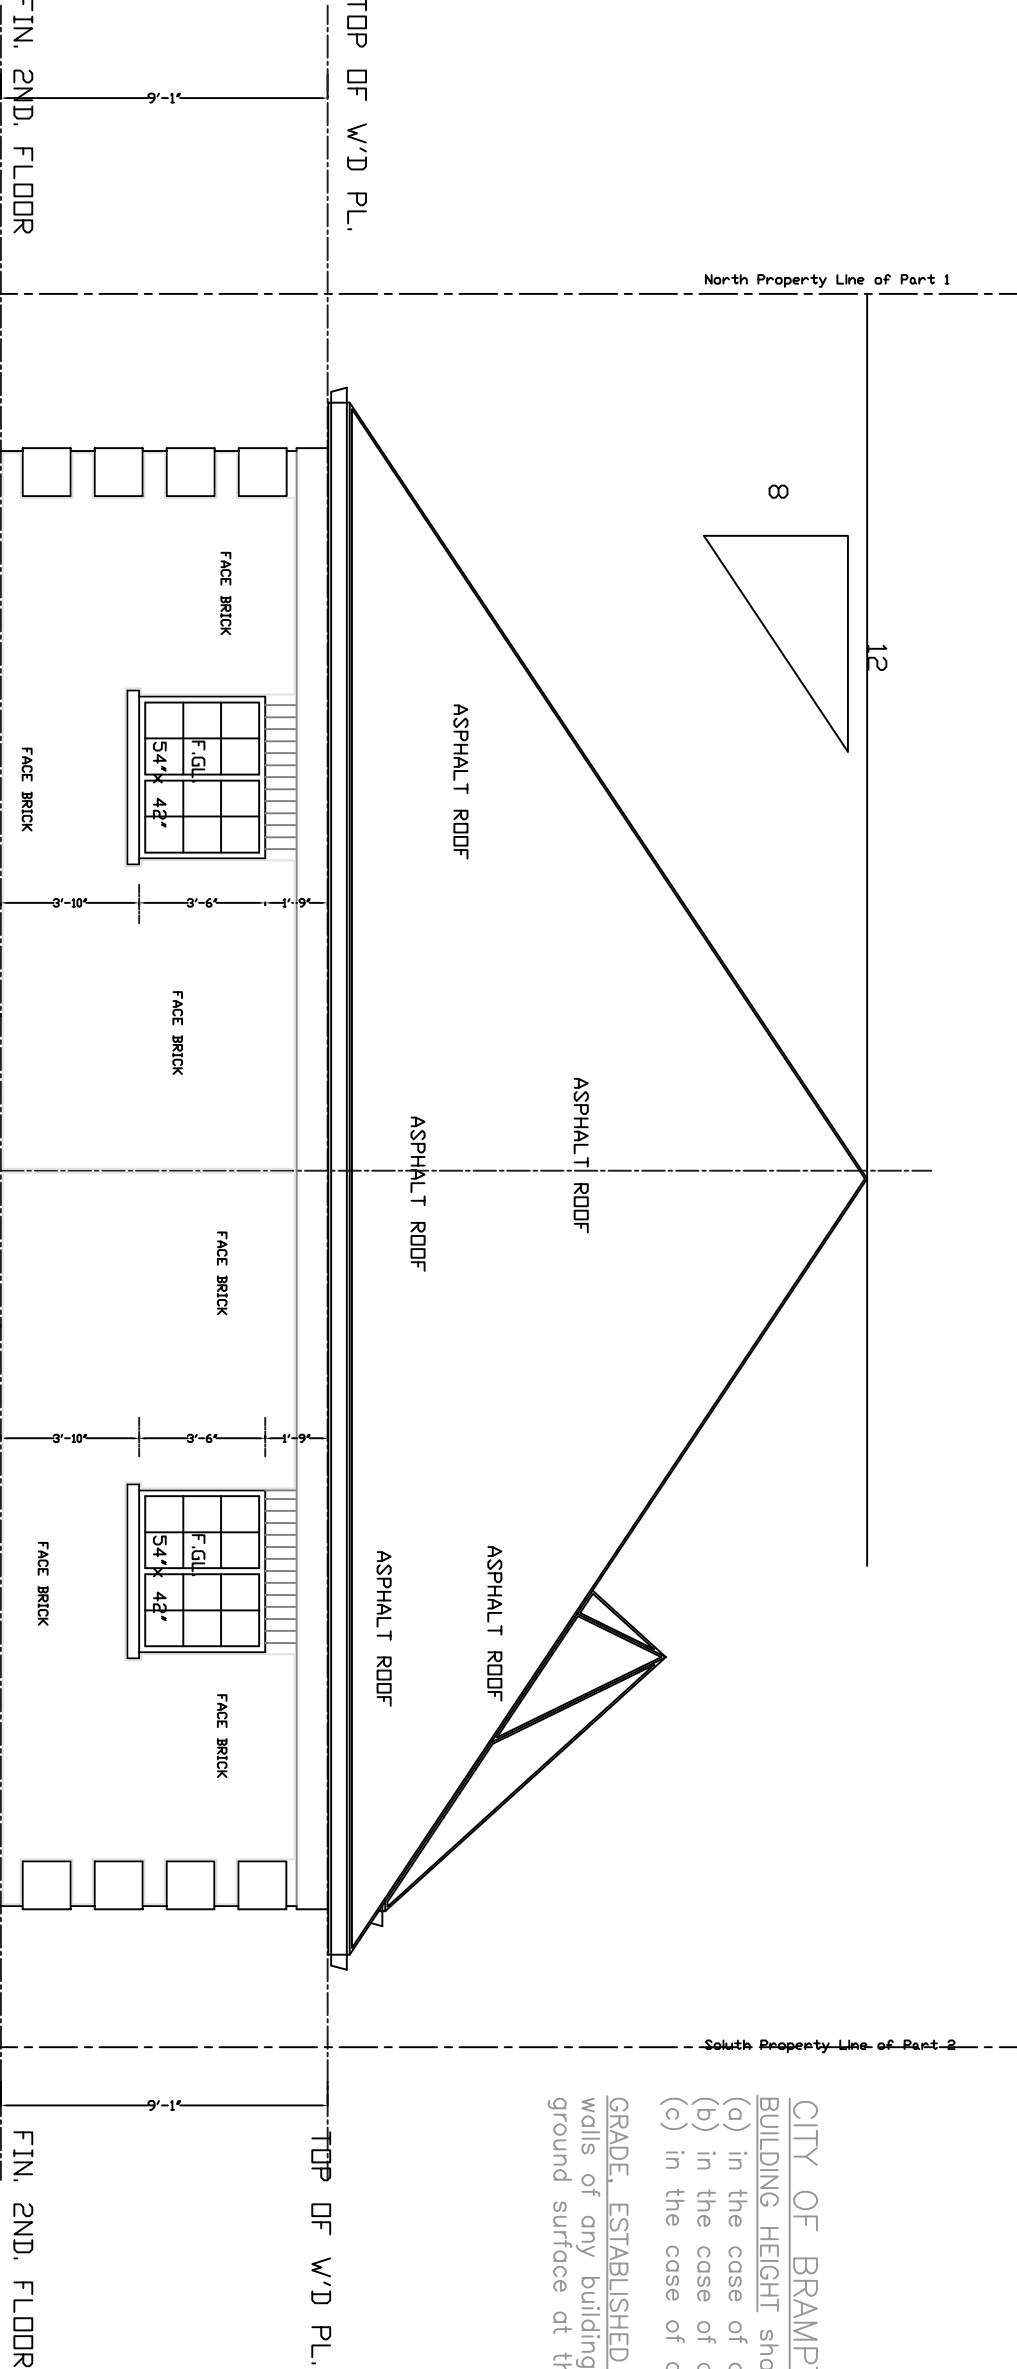 FIN. 2ND. FLOOR
TOP OF W'D PL.
9'-1"
North Property Line of Part 1
8
12
FACE BRICK
FACE BRICK
F.GL.
54"x 42"
3'-10"
3'-6"
1'-9"
ASPHALT ROOF
FACE BRICK
ASPHALT ROOF
ASPHALT ROOF
FACE BRICK
3'-10"
3'-6"
1'-9"
F.GL.
54"x 42"
FACE BRICK
FACE BRICK
ASPHALT ROOF
ASPHALT ROOF
Soluth Property Line of Part 2
9'-1"
FIN. 2ND. FLOOR
TOP OF W'D PL.
CITY OF
BUILDING HEIGHT
(a) in the case of
(b) in the case of
(c) in the case of
GRADE, ESTABLISHED
walls of any building
ground surface at